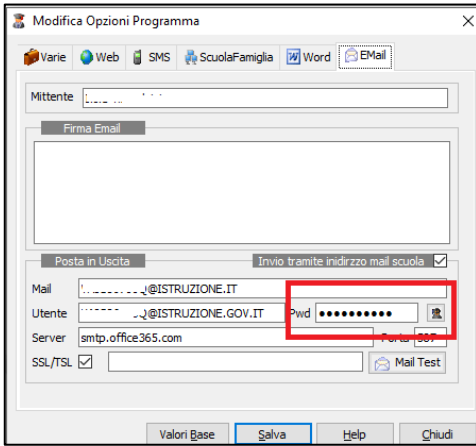 Modifica Opzioni Programma
Varie Web SMS ScuolaFamiglia Word EMail
Mittente
Firma Email
Posta in Uscita Invio tramite inidirzzo mail scuola
Mail @ISTRUZIONE.IT
Utente Q@ISTRUZIONE.GOV.IT Pwd ••••••••••
Server smtp.office365.com Porta 587
SSL/TSL Mail Test
Valori Base Salva Help Chiudi